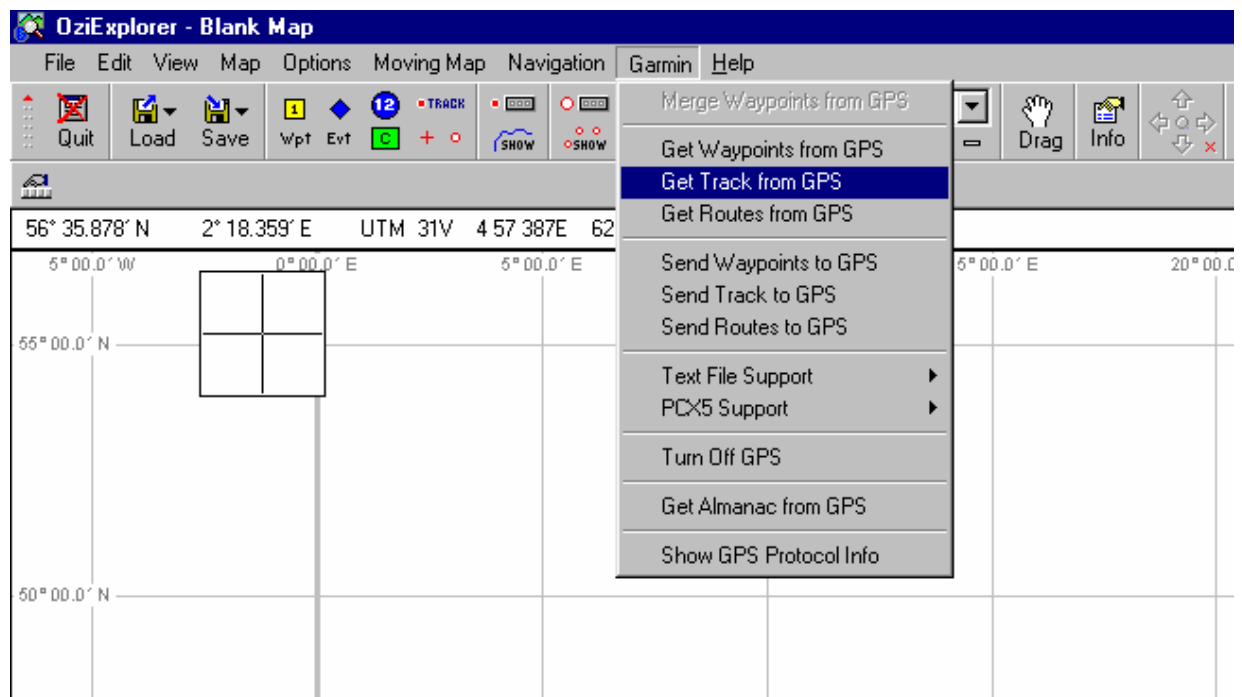 OziExplorer - Blank Map
File Edit View Map Options Moving Map Navigation Garmin Help
Quit Load Save 1 Wpt Evt 12 C TRACK SHOW SHOW Drag Info
56° 35.878´ N 2° 18.359´ E UTM 31V 4 57 387E 62
5° 00.0´ W 0° 00.0´ E 5° 00.0´ E 5° 00.0´ E 20° 00.0
55° 00.0´ N
50° 00.0´ N
Merge Waypoints from GPS
Get Waypoints from GPS
Get Track from GPS
Get Routes from GPS
Send Waypoints to GPS
Send Track to GPS
Send Routes to GPS
Text File Support
PCX5 Support
Turn Off GPS
Get Almanac from GPS
Show GPS Protocol Info